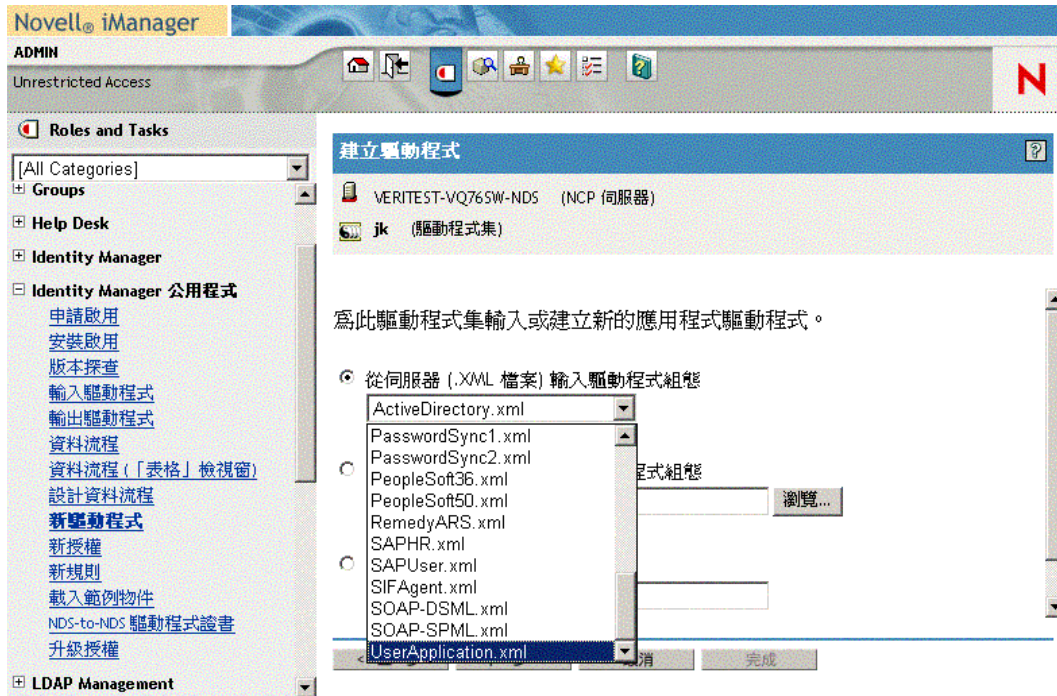 Novell® iManager
ADMIN
Unrestricted Access
N
Roles and Tasks
[All Categories]
Groups
Help Desk
Identity Manager
Identity Manager 公用程式
申請啟用
安裝啟用
版本探查
輸入驅動程式
輸出驅動程式
資料流程
資料流程 (「表格」檢視窗)
設計資料流程
新驅動程式
新授權
新規則
載入範例物件
NDS-to-NDS 驅動程式證書
升級授權
LDAP Management
建立驅動程式
?
VERITEST-VQ76SW-NDS (NCP 伺服器)
jk (驅動程式集)
為此驅動程式集輸入或建立新的應用程式驅動程式。
從伺服器 (.XML 檔案) 輸入驅動程式組態
ActiveDirectory.xml
PasswordSync1.xml
PasswordSync2.xml
PeopleSoft36.xml
PeopleSoft50.xml
RemedyARS.xml
SAPHR.xml
SAPUser.xml
SIFAgent.xml
SOAP-DSML.xml
SOAP-SPML.xml
UserApplication.xml
程式組態
瀏覽...
<
消
完成